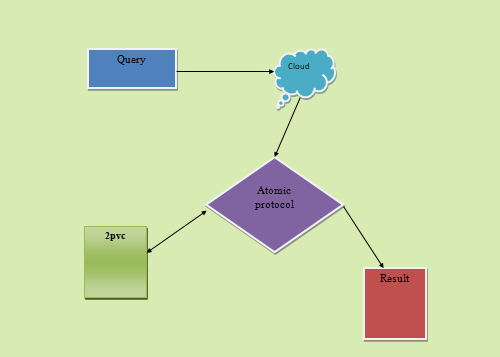 Query
Cloud
Atomic
protocol
2pvc
Result